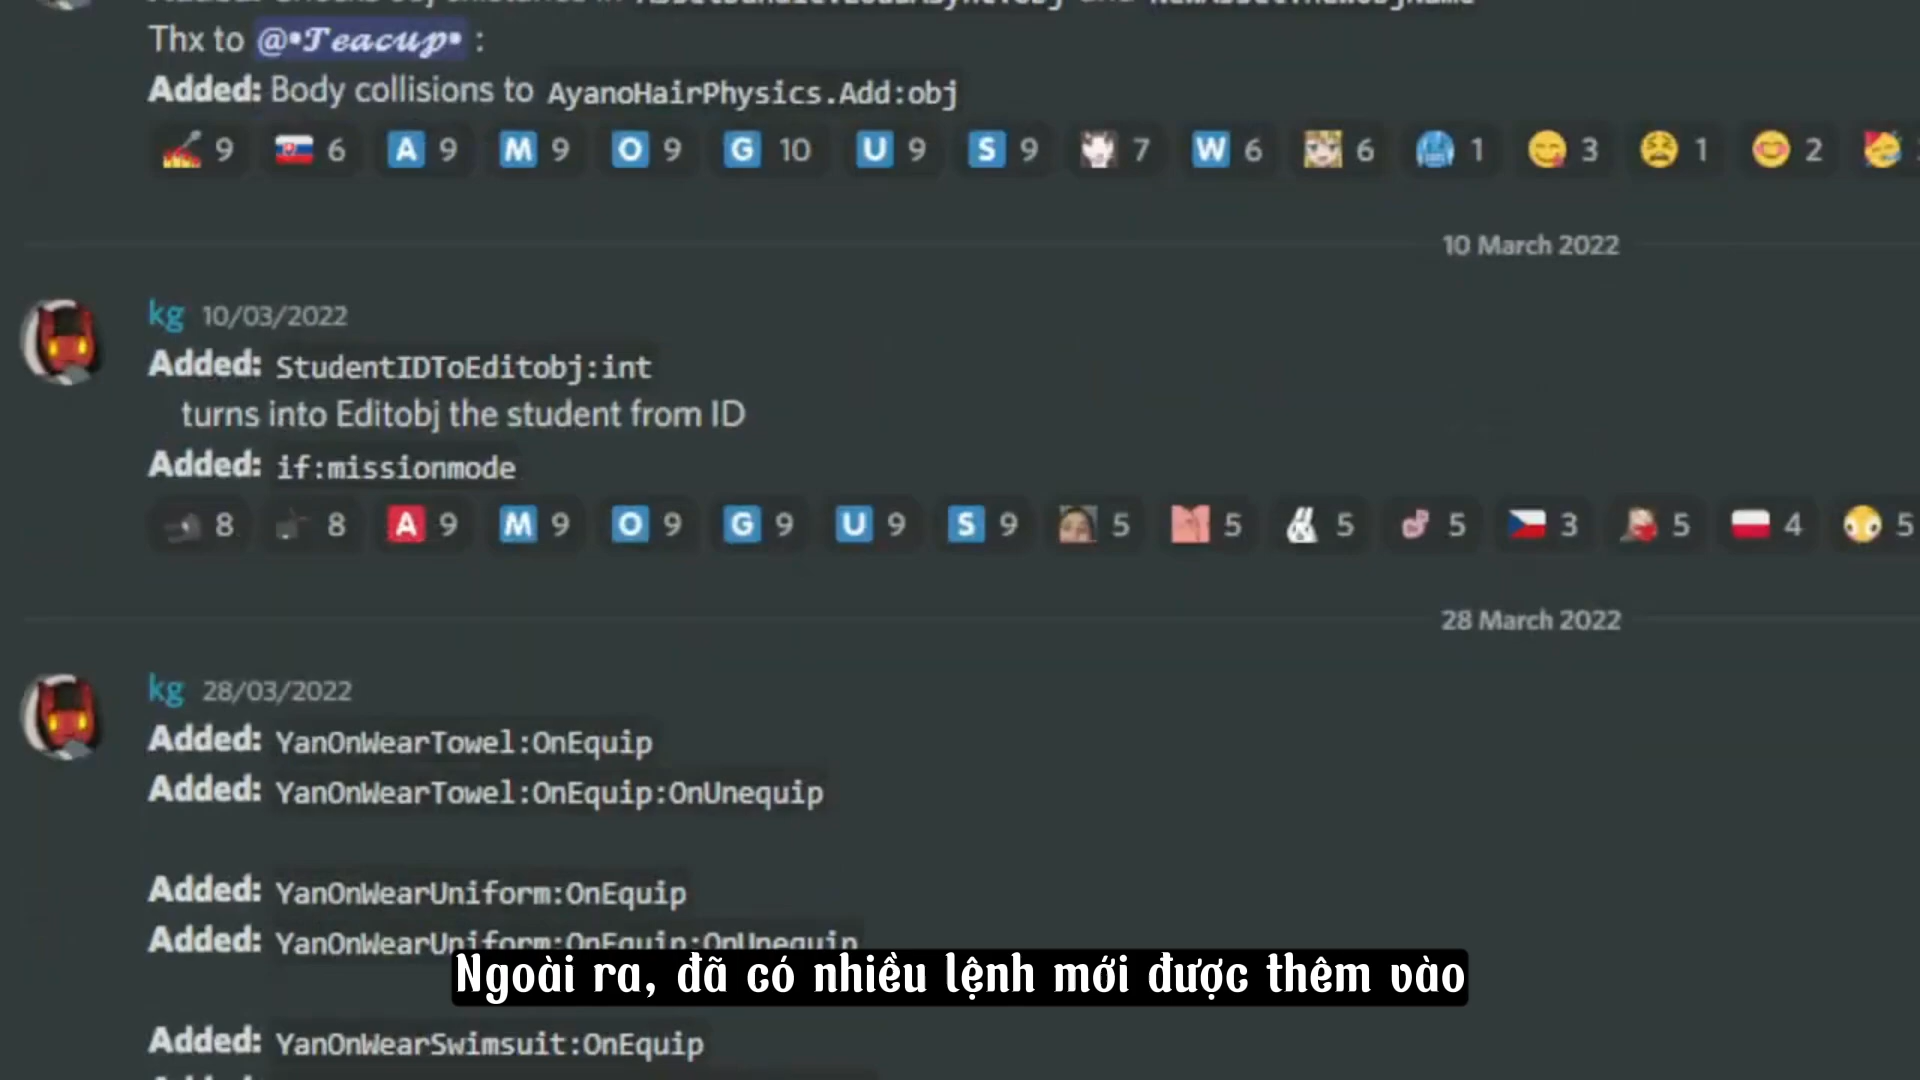 Thx to @•𝓣𝓮𝓪𝓬𝓾𝓹• :
Added: Body collisions to AyanoHairPhysics.Add:obj
9 6 A 9 M 9 O 9 G 10 U 9 S 9 7 W 6 6 1 3 1 2
10 March 2022
kg 10/03/2022
Added: StudentIDToEditobj:int
turns into Editobj the student from ID
Added: if:missionmode
8 8 A 9 M 9 O 9 G 9 U 9 S 9 5 5 5 5 3 5 4 5
28 March 2022
kg 28/03/2022
Added: YanOnWearTowel:OnEquip
Added: YanOnWearTowel:OnEquip:OnUnequip
Added: YanOnWearUniform:OnEquip
Added: YanOnWearUniform:OnEquip:OnUnequip
Ngoài ra, đã có nhiều lệnh mới được thêm vào
Added: YanOnWearSwimsuit:OnEquip